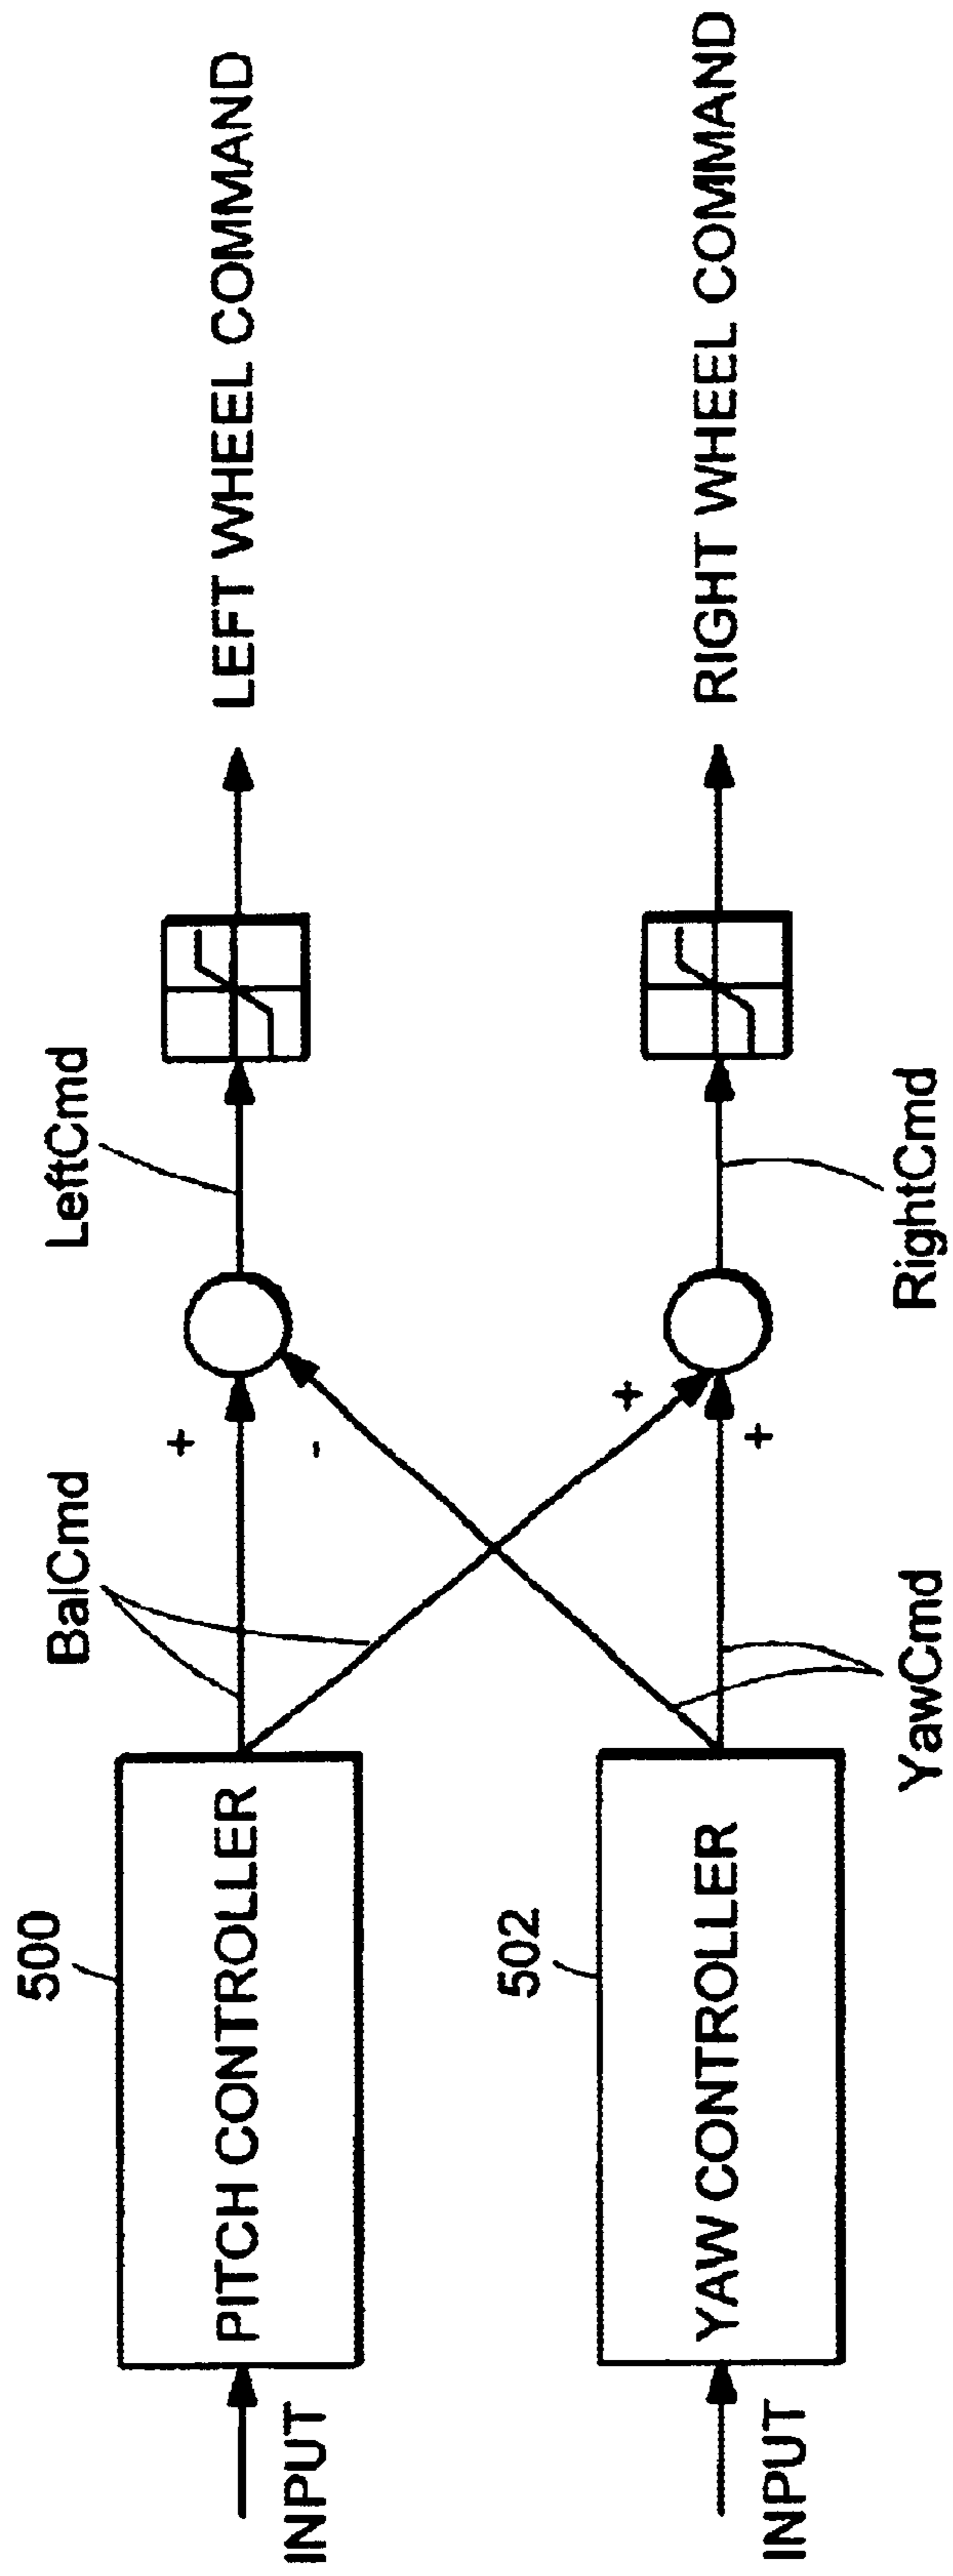 500
INPUT
PITCH CONTROLLER
BalCmd
+
-
LeftCmd
LEFT WHEEL COMMAND
502
INPUT
YAW CONTROLLER
YawCmd
+
+
RightCmd
RIGHT WHEEL COMMAND